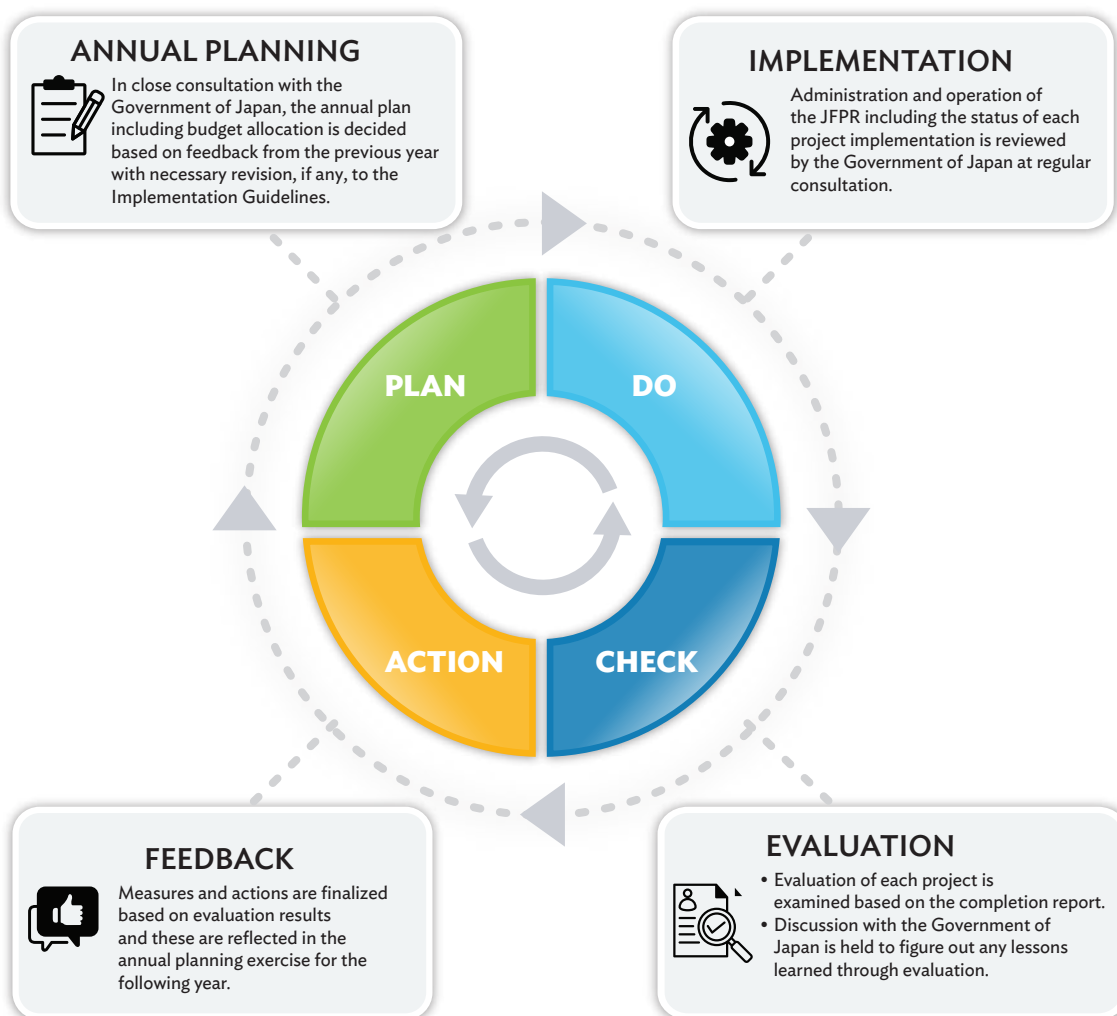 ANNUAL PLANNING
In close consultation with the
Government of Japan, the annual plan
including budget allocation is decided
based on feedback from the previous year
with necessary revision, if any, to the
Implementation Guidelines.
IMPLEMENTATION
Administration and operation of
the JFPR including the status of each
project implementation is reviewed
by the Government of Japan at regular
consultation.
PLAN
DO
ACTION
CHECK
FEEDBACK
Measures and actions are finalized
based on evaluation results
and these are reflected in the
annual planning exercise for the
following year.
EVALUATION
• Evaluation of each project is
examined based on the completion report.
• Discussion with the Government of
Japan is held to figure out any lessons
learned through evaluation.